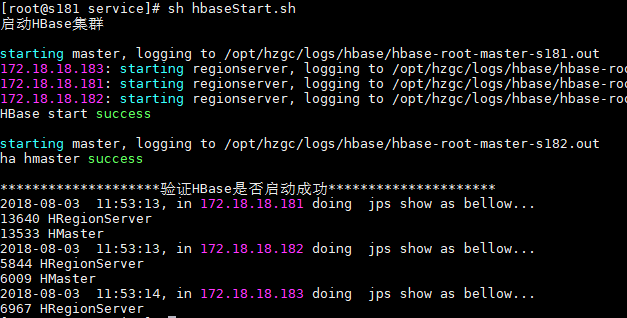 [root@s181 service]# sh hbaseStart.sh
启动HBase集群
starting master, logging to /opt/hzgc/logs/hbase/hbase-root-master-s181.out
172.18.18.183: starting regionserver, logging to /opt/hzgc/logs/hbase/hbase-roo
172.18.18.181: starting regionserver, logging to /opt/hzgc/logs/hbase/hbase-roo
172.18.18.182: starting regionserver, logging to /opt/hzgc/logs/hbase/hbase-roo
HBase start success
starting master, logging to /opt/hzgc/logs/hbase/hbase-root-master-s182.out
ha hmaster success
********************验证HBase是否启动成功*********************
2018-08-03  11:53:13, in 172.18.18.181 doing  jps show as bellow...
13640 HRegionServer
13533 HMaster
2018-08-03  11:53:13, in 172.18.18.182 doing  jps show as bellow...
5844 HRegionServer
6009 HMaster
2018-08-03  11:53:14, in 172.18.18.183 doing  jps show as bellow...
6967 HRegionServer